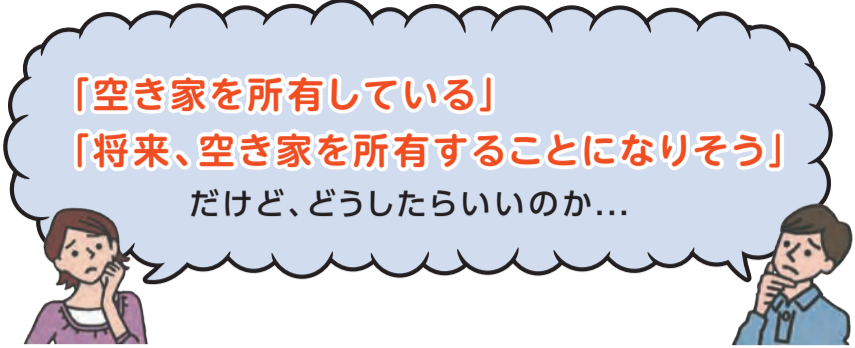 「空き家を所有している」
「将来、空き家を所有することになりそう」
だけど、どうしたらいいのか…